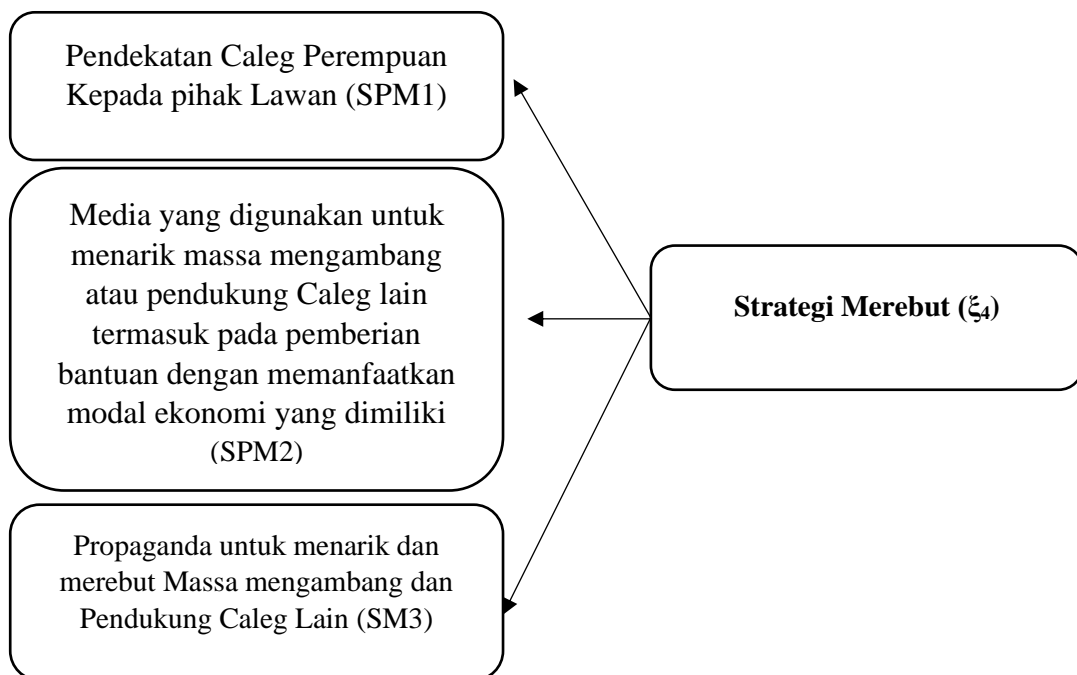 Pendekatan Caleg Perempuan
Kepada pihak Lawan (SPM1)
Media yang digunakan untuk
menarik massa mengambang
atau pendukung Caleg lain
termasuk pada pemberian
bantuan dengan memanfaatkan
modal ekonomi yang dimiliki
(SPM2)
Strategi Merebut (ξ₄)
Propaganda untuk menarik dan
merebut Massa mengambang dan
Pendukung Caleg Lain (SM3)